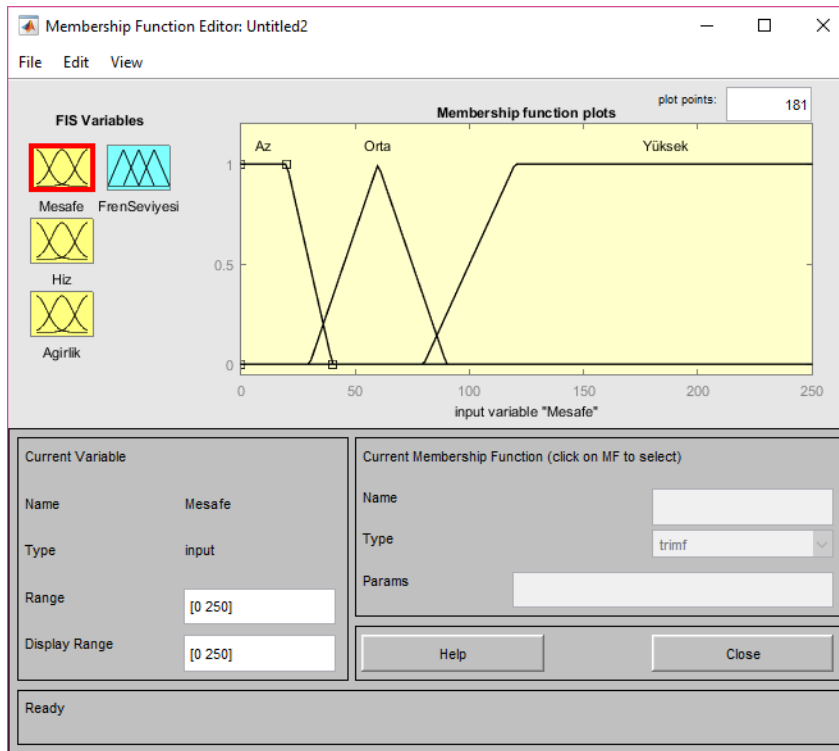 Membership Function Editor: Untitled2
File Edit View
FIS Variables
Mesafe FrenSeviyesi
Hiz
Agirlik
plot points: 181
Membership function plots
Az Orta Yüksek
1
0.5
0
0 50 100 150 200 250
input variable "Mesafe"
Current Variable
Name Mesafe
Type input
Range [0 250]
Display Range [0 250]
Current Membership Function (click on MF to select)
Name
Type trimf
Params
Help Close
Ready